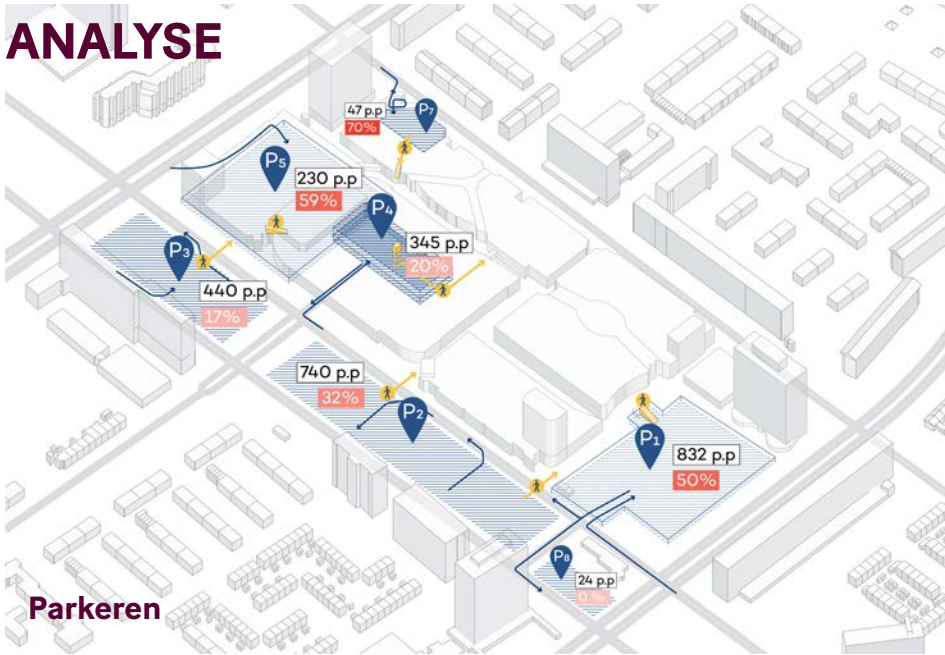 ANALYSE
47 p.p
70%
P7
P5
230 p.p
59%
P4
345 p.p
20%
P3
440 p.p
17%
740 p.p
32%
P2
P1
832 p.p
50%
P8
24 p.p
0 %
Parkeren